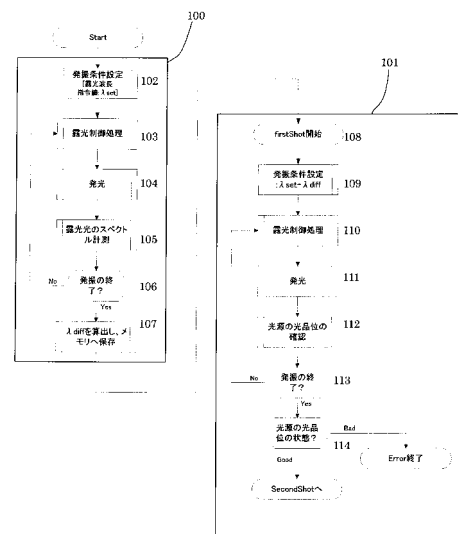 100
Start
発振条件設定
[露光波長
指令値:λset]
102
露光制御処理
103
発光
104
露光光のスペクト
ル計測
105
発振の終
了?
106
No
Yes
107
λdiffを算出し、メ
モリへ保存
101
firstShot開始
108
発振条件設定
:λset-λdiff
109
露光制御処理
110
発光
111
光源の光品位の
確認
112
発振の終
了?
113
No
Yes
光源の光品
位の状態?
114
Bad
Good
Error終了
SecondShotへ